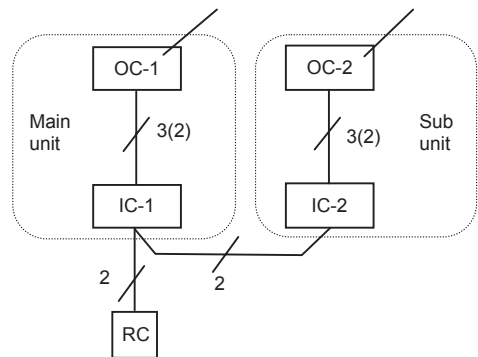 OC-1
OC-2
Main
unit
3(2)
3(2)
Sub
unit
IC-1
IC-2
2
2
RC